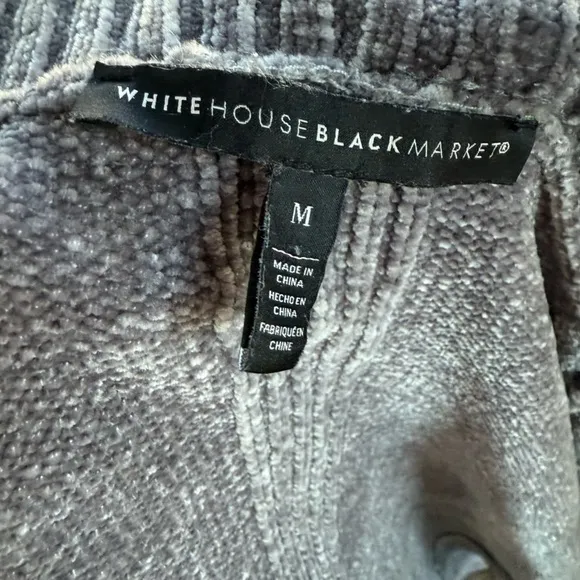 WHITE HOUSE BLACK MARKET®
M
MADE IN
CHINA
HECHO EN
CHINA
FABRIQUÉ EN
CHINE